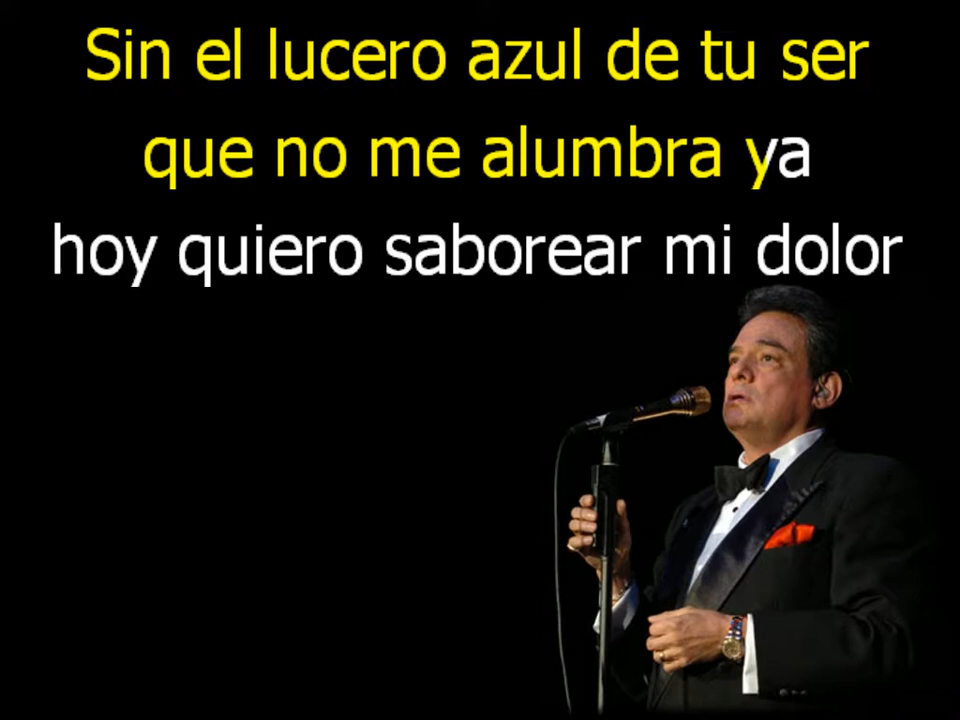 Sin el lucero azul de tu ser
que no me alumbra ya
hoy quiero saborear mi dolor